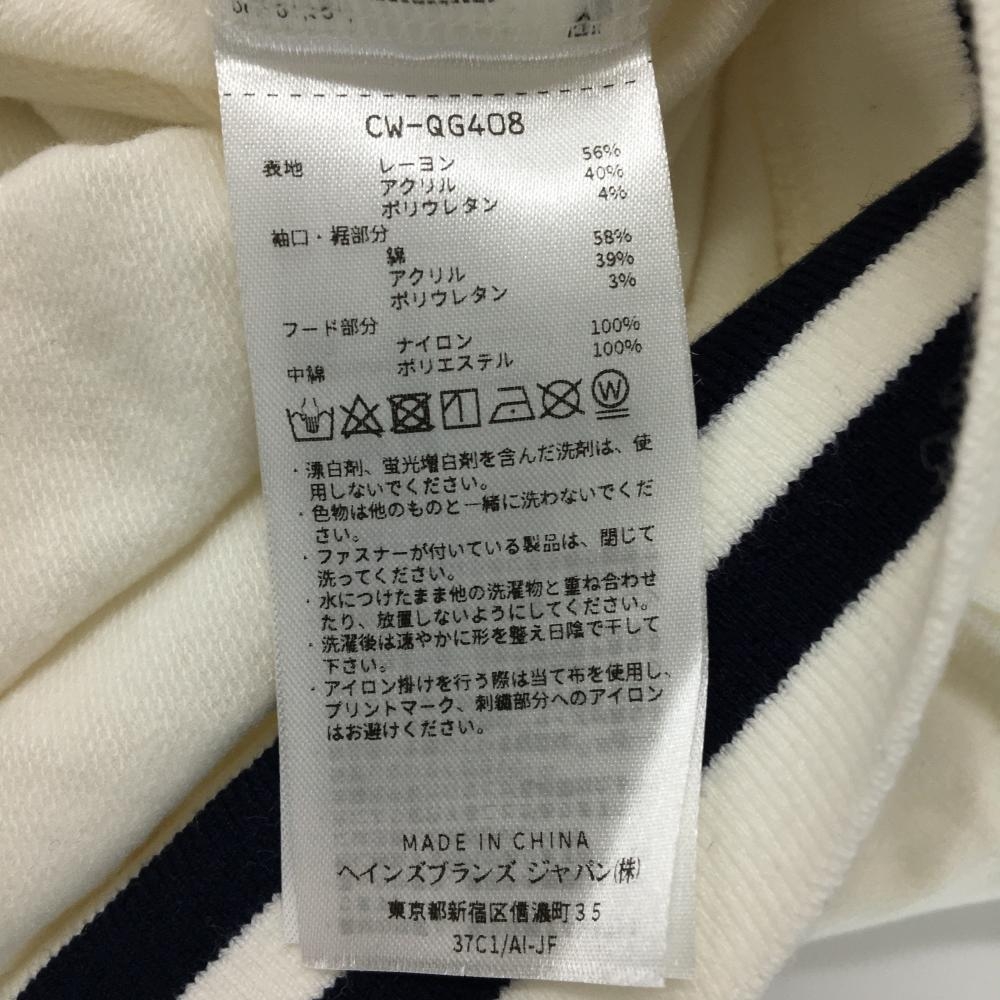 CW-QG408
表地 レーヨン 56%
アクリル 40%
ポリウレタン 4%
袖口・裾部分
綿 58%
アクリル 39%
ポリウレタン 3%
フード部分
ナイロン 100%
中綿 ポリエステル 100%
W
・漂白剤、蛍光増白剤を含んだ洗剤は、使
用しないでください。
・色物は他のものと一緒に洗わないでくだ
さい。
・ファスナーが付いている製品は、閉じて
洗ってください。
・水につけたまま他の洗濯物と重ね合わせ
たり、放置しないようにしてください。
・洗濯後は速やかに形を整え日陰で干して
下さい。
・アイロン掛けを行う際は当て布を使用し、
プリントマーク、刺繍部分へのアイロン
はお避けください。
MADE IN CHINA
ヘインズブランズ ジャパン(株)
東京都新宿区信濃町35
37C1/AI-JF